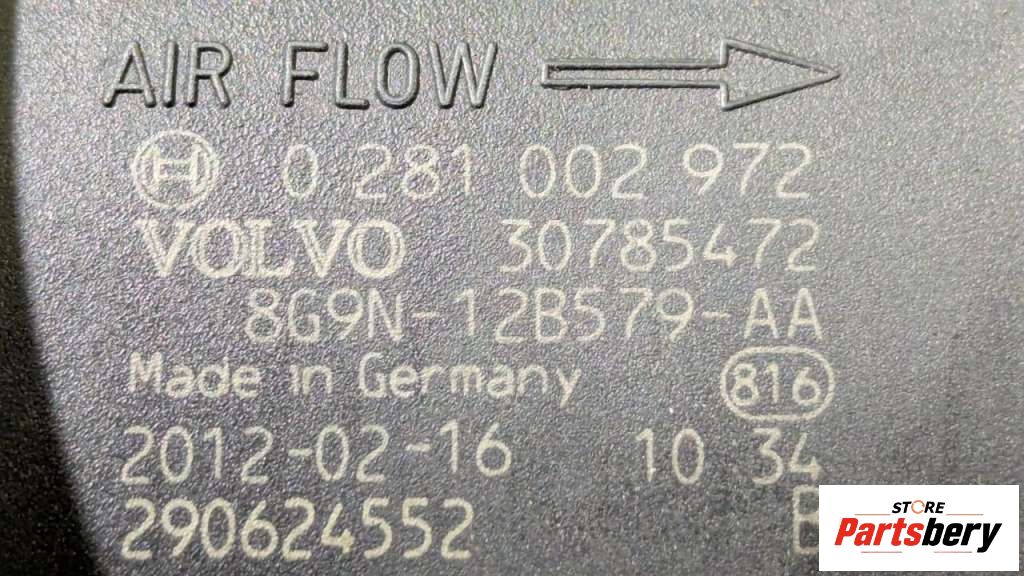 AIR FLOW
0 281 002 972
VOLVO 30785472
8G9N-12B579-AA
Made in Germany 816
2012-02-16 10 34
290624552
STORE
Partsbery